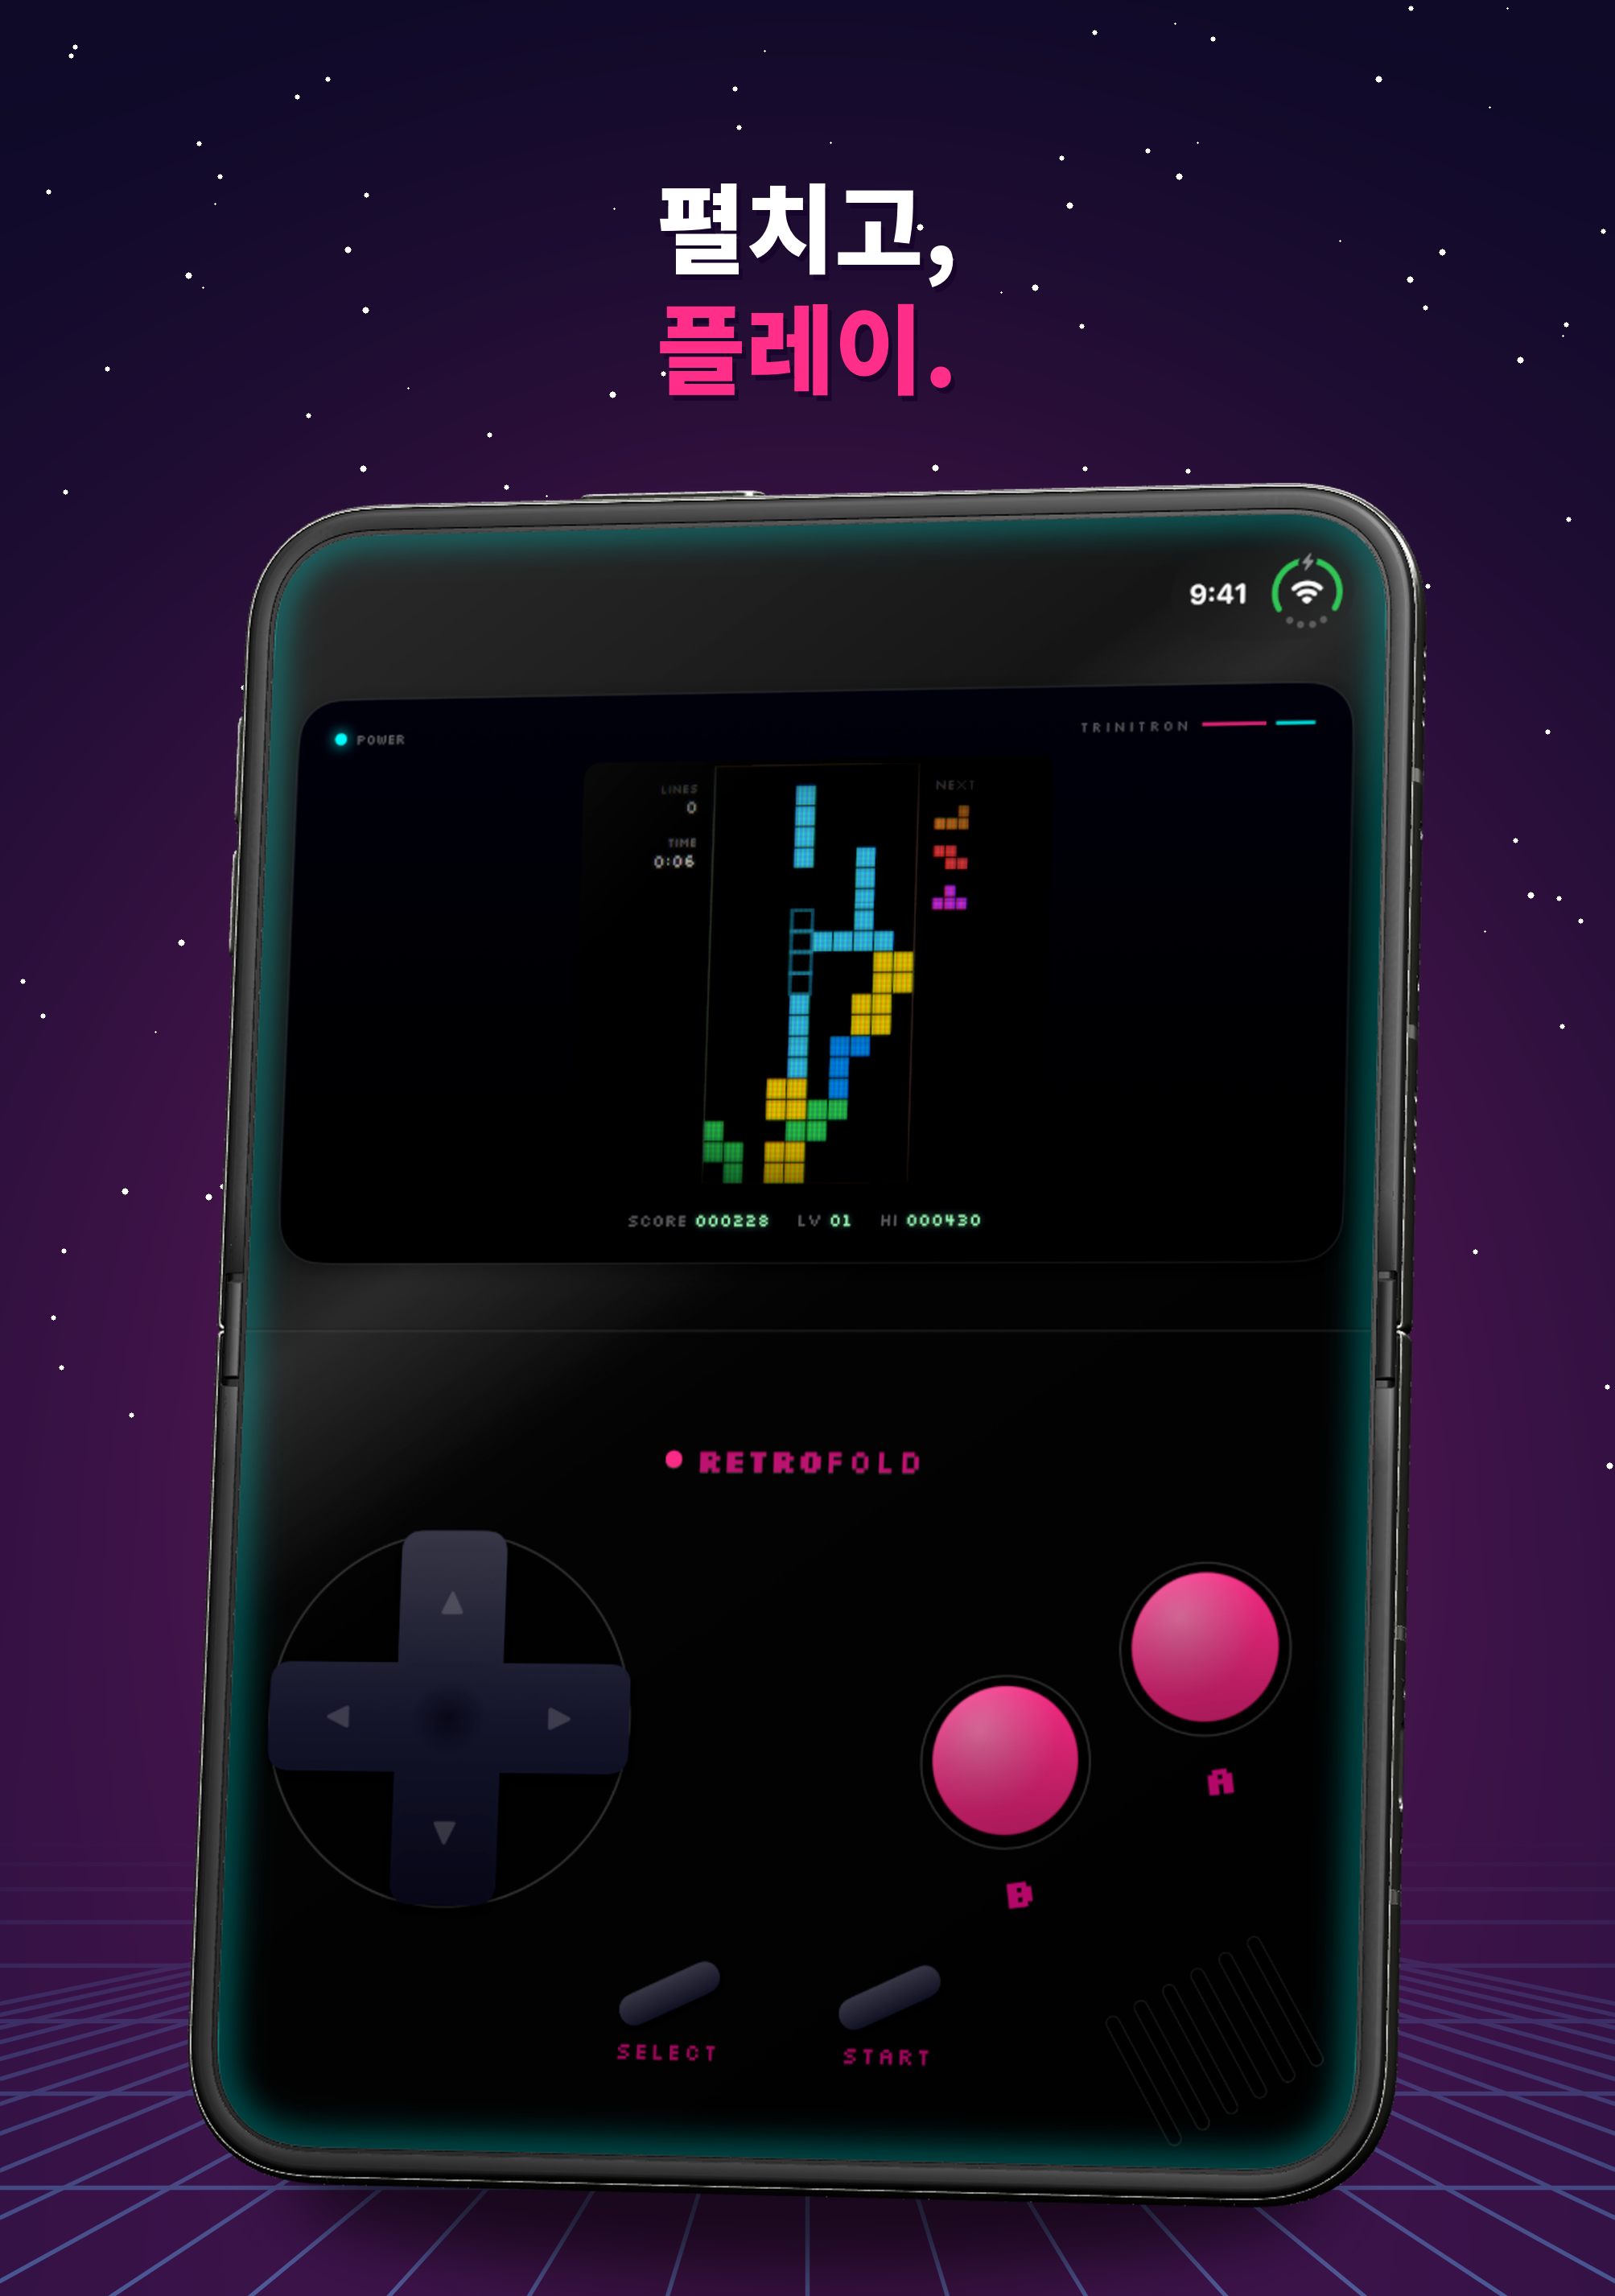 펼치고,
플레이.
9:41
POWER
TRINITRON
LINES
0
TIME
0:06
NEXT
SCORE 000228 LV 01 HI 000430
RETROFOLD
A
B
SELECT
START